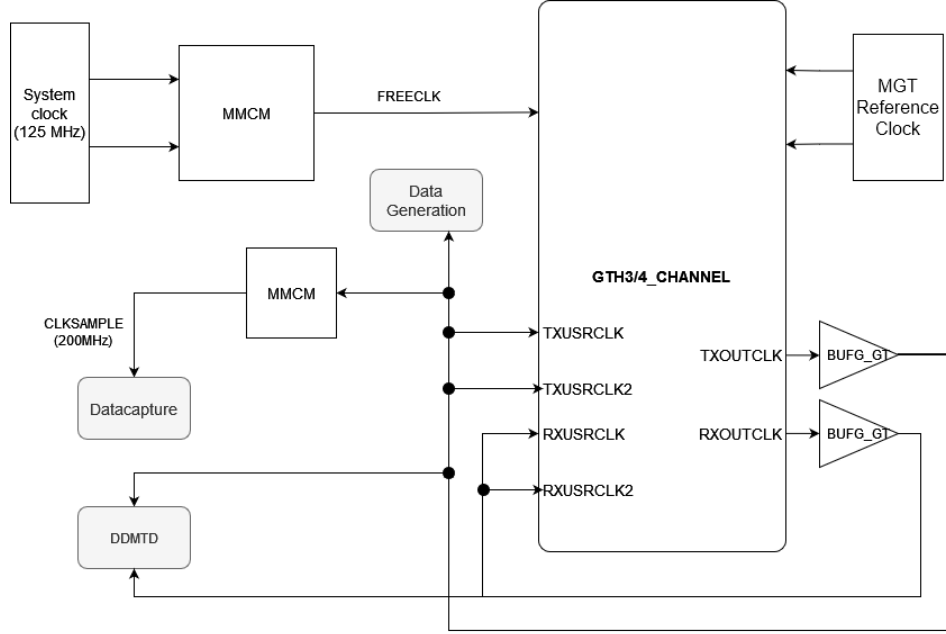 System
clock
(125 MHz)
MMCM
FREECLK
MGT
Reference
Clock
Data
Generation
GTH3/4_CHANNEL
MMCM
CLKSAMPLE
(200MHz)
TXUSRCLK
TXOUTCLK
BUFG_GT
Datacapture
TXUSRCLK2
RXUSRCLK
RXOUTCLK
BUFG_GT
RXUSRCLK2
DDMTD